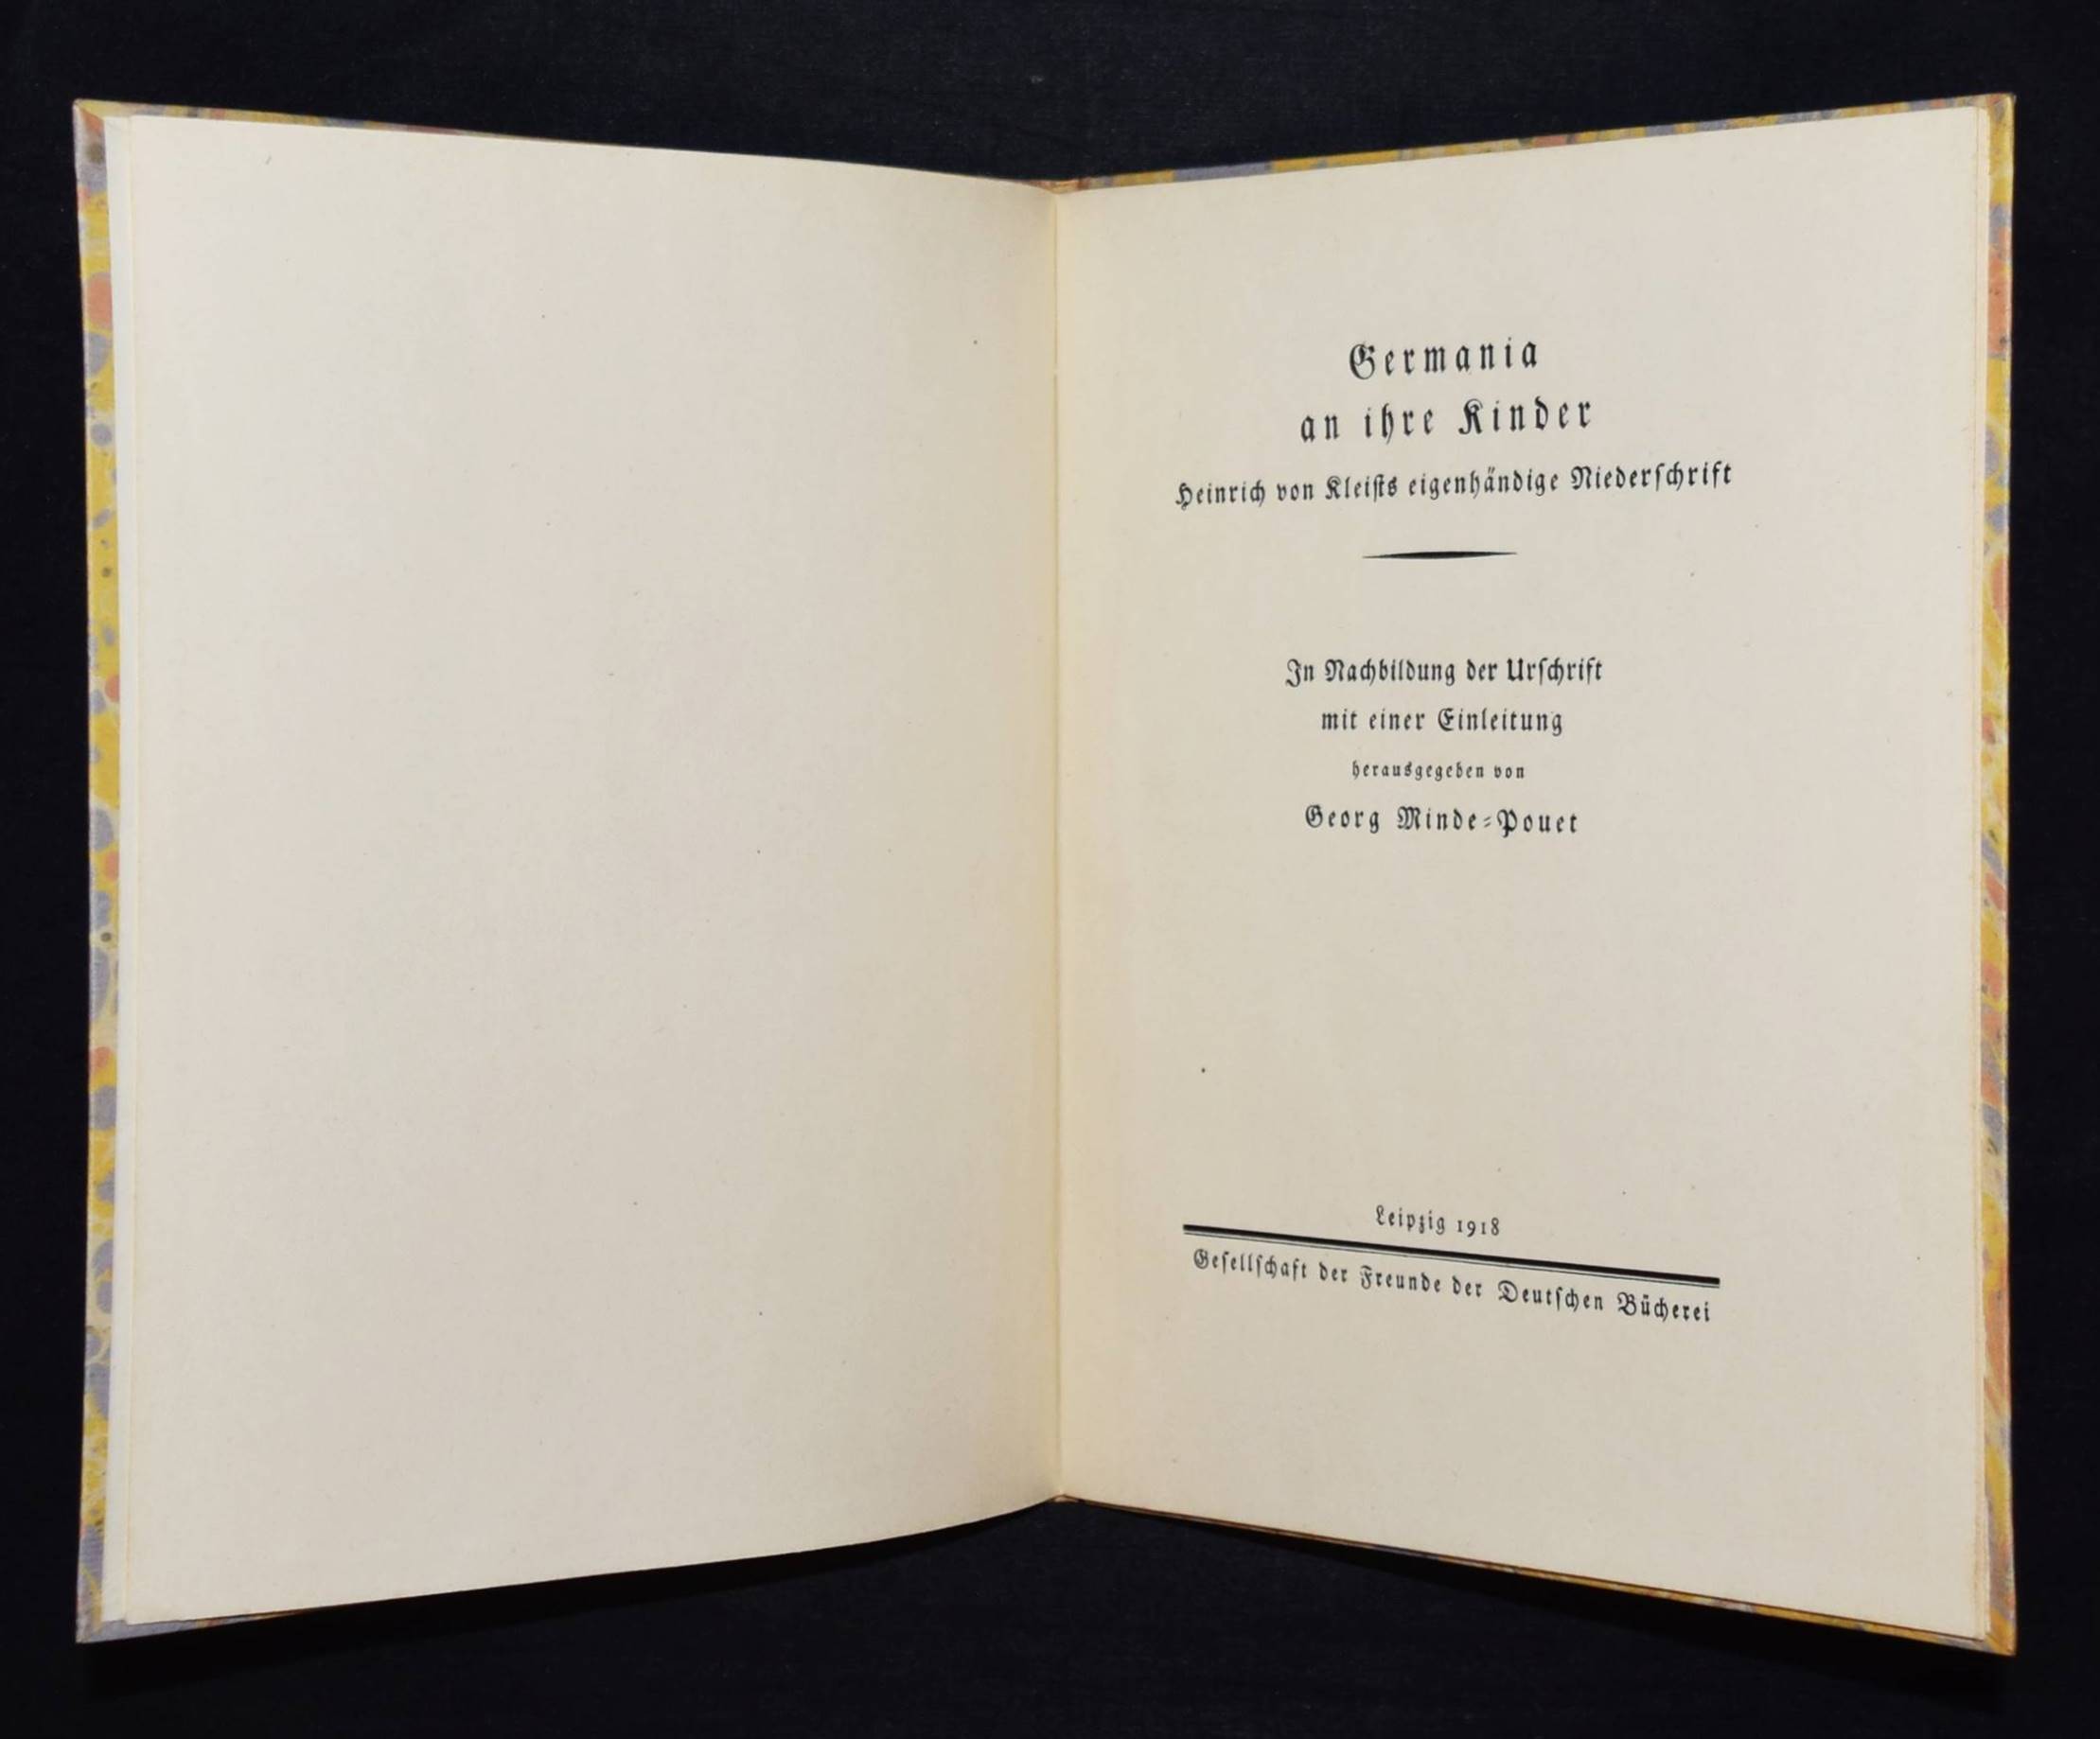 Germania
an ihre Kinder
Heinrich von Kleiſts eigenhändige Niederſchrift
In Nachbildung der Urſchrift
mit einer Einleitung
herausgegeben von
Georg Minde-Pouet
Leipzig 1918
Geſellſchaft der Freunde der Deutſchen Bücherei